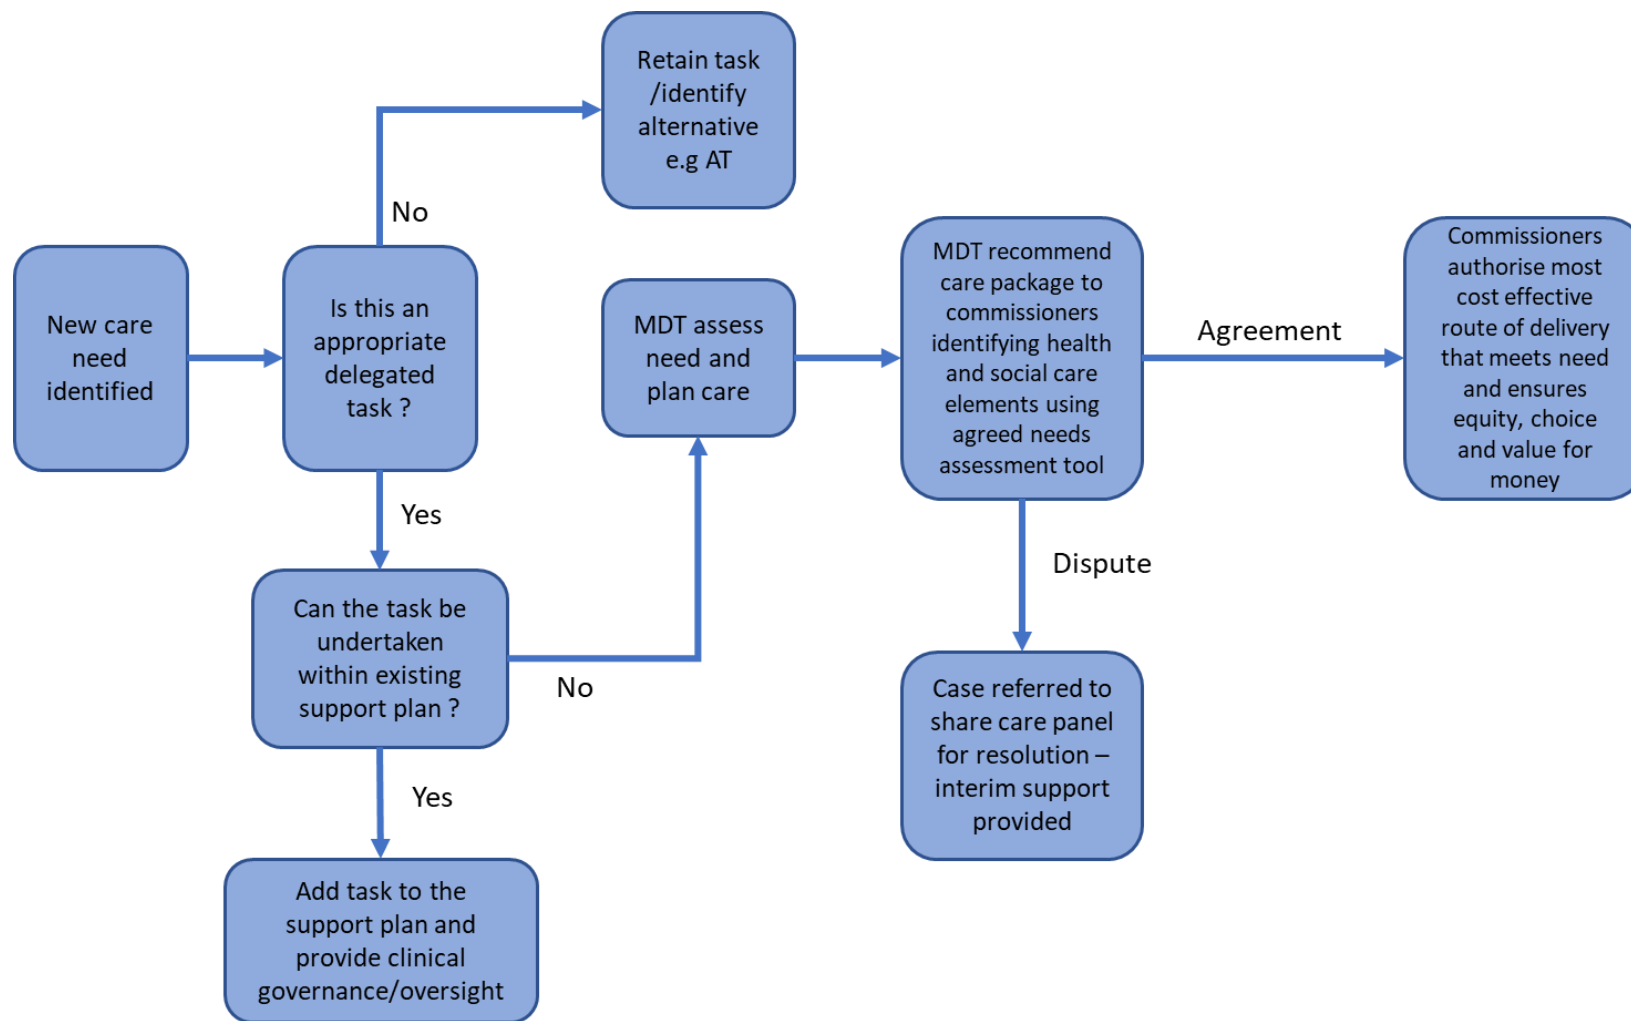 New care
need
identified
Is this an
appropriate
delegated
task ?
No
Retain task
/identify
alternative
e.g AT
Yes
Can the task be
undertaken
within existing
support plan ?
Yes
Add task to the
support plan and
provide clinical
governance/oversight
No
MDT assess
need and
plan care
MDT recommend
care package to
commissioners
identifying health
and social care
elements using
agreed needs
assessment tool
Agreement
Commissioners
authorise most
cost effective
route of delivery
that meets need
and ensures
equity, choice
and value for
money
Dispute
Case referred to
share care panel
for resolution –
interim support
provided